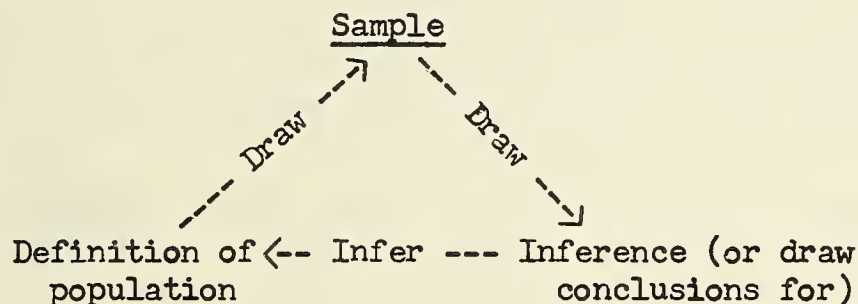 Sample
Draw
Draw
Definition of <-- Infer --- Inference (or draw
population conclusions for)